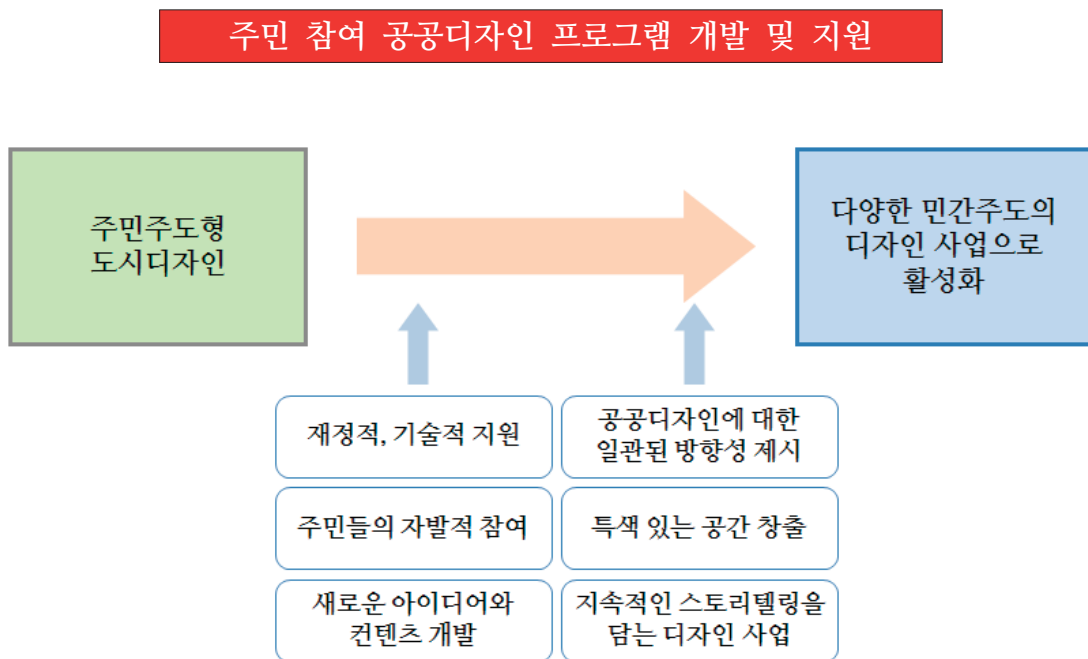 주민 참여 공공디자인 프로그램 개발 및 지원
주민주도형
도시디자인
다양한 민간주도의
디자인 사업으로
활성화
재정적, 기술적 지원
공공디자인에 대한
일관된 방향성 제시
주민들의 자발적 참여
특색 있는 공간 창출
새로운 아이디어와
컨텐츠 개발
지속적인 스토리텔링을
담는 디자인 사업